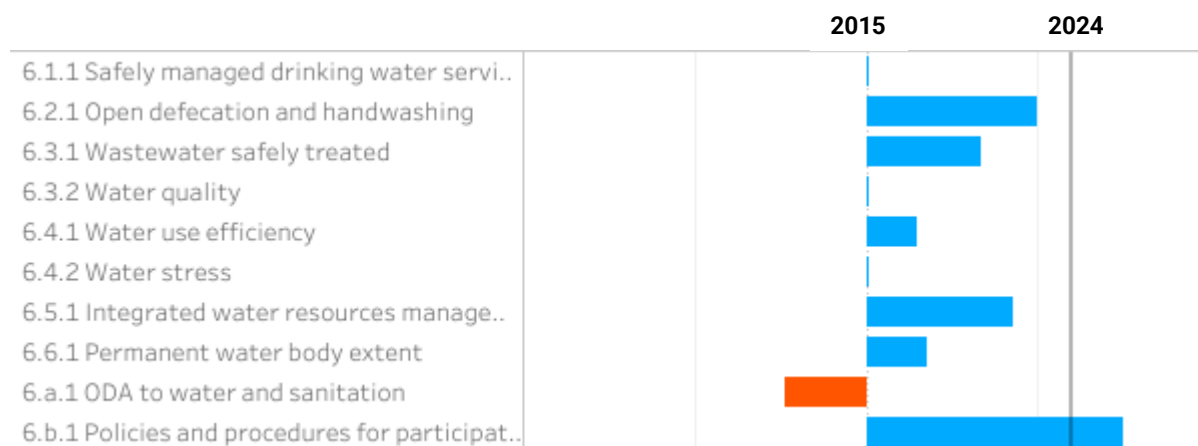 2015 2024
6.1.1 Safely managed drinking water servi..
6.2.1 Open defecation and handwashing
6.3.1 Wastewater safely treated
6.3.2 Water quality
6.4.1 Water use efficiency
6.4.2 Water stress
6.5.1 Integrated water resources manage..
6.6.1 Permanent water body extent
6.a.1 ODA to water and sanitation
6.b.1 Policies and procedures for participat..